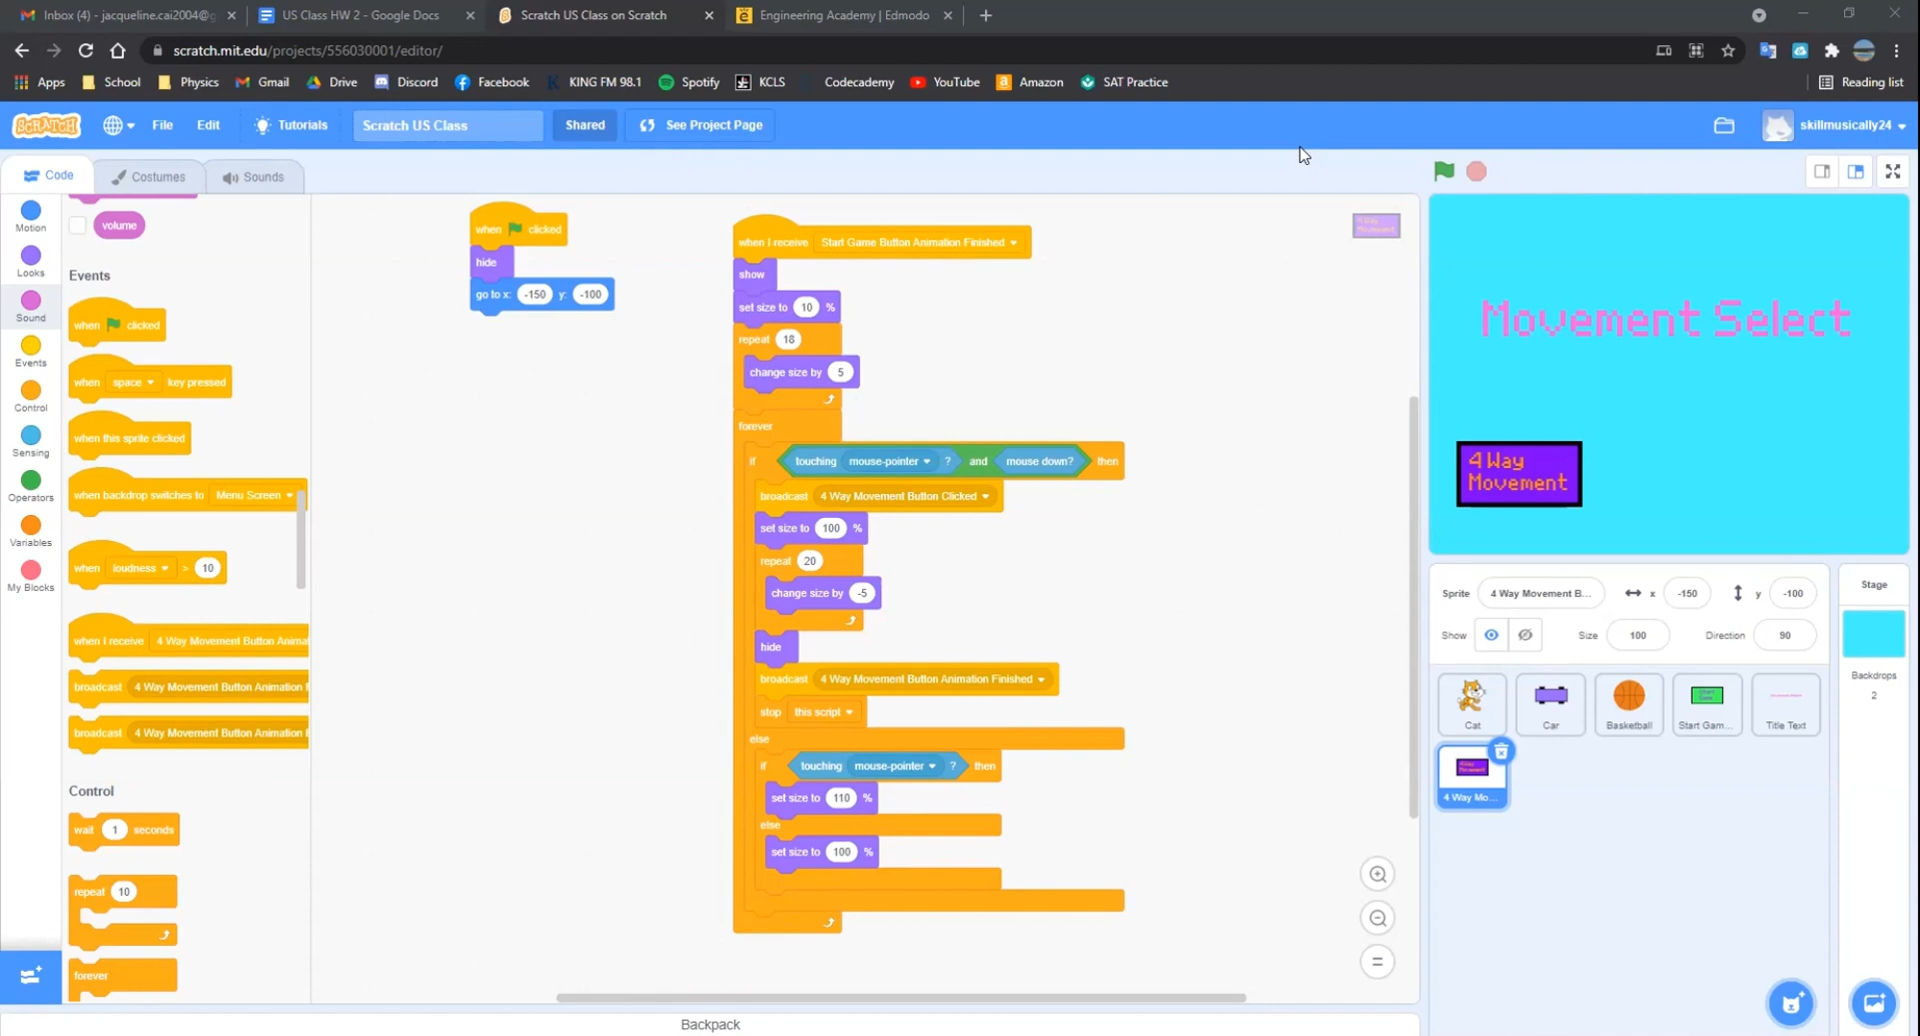 Inbox (4) - jacqueline.cai2004@g
US Class HW 2 - Google Docs
Scratch US Class on Scratch
Engineering Academy | Edmodo
scratch.mit.edu/projects/556030001/editor/
Apps School Physics Gmail Drive Discord Facebook KING FM 98.1 Spotify KCLS Codecademy YouTube Amazon SAT Practice Reading list
SCRATCH File Edit Tutorials Scratch US Class Shared See Project Page skillmusically24
Code Costumes Sounds
Motion
Looks
Sound
Events
Control
Sensing
Operators
Variables
My Blocks
volume
Events
when clicked
when space key pressed
when this sprite clicked
when backdrop switches to Menu Screen
when loudness > 10
when I receive 4 Way Movement Button Anima
broadcast 4 Way Movement Button Animation F
broadcast 4 Way Movement Button Animation F
Control
wait 1 seconds
repeat 10
forever
when clicked
hide
go to x: -150 y: -100
when I receive Start Game Button Animation Finished
show
set size to 10 %
repeat 18
change size by 5
forever
if touching mouse-pointer ? and mouse down? then
broadcast 4 Way Movement Button Clicked
set size to 100 %
repeat 20
change size by -5
hide
broadcast 4 Way Movement Button Animation Finished
stop this script
else
if touching mouse-pointer ? then
set size to 110 %
else
set size to 100 %
4 Way
Movement
Movement Select
4 Way
Movement
Sprite 4 Way Movement B... x -150 y -100
Show Size 100 Direction 90
Cat Car Basketball Start Gam... Title Text
4 Way Mo...
Stage
Backdrops
2
Backpack